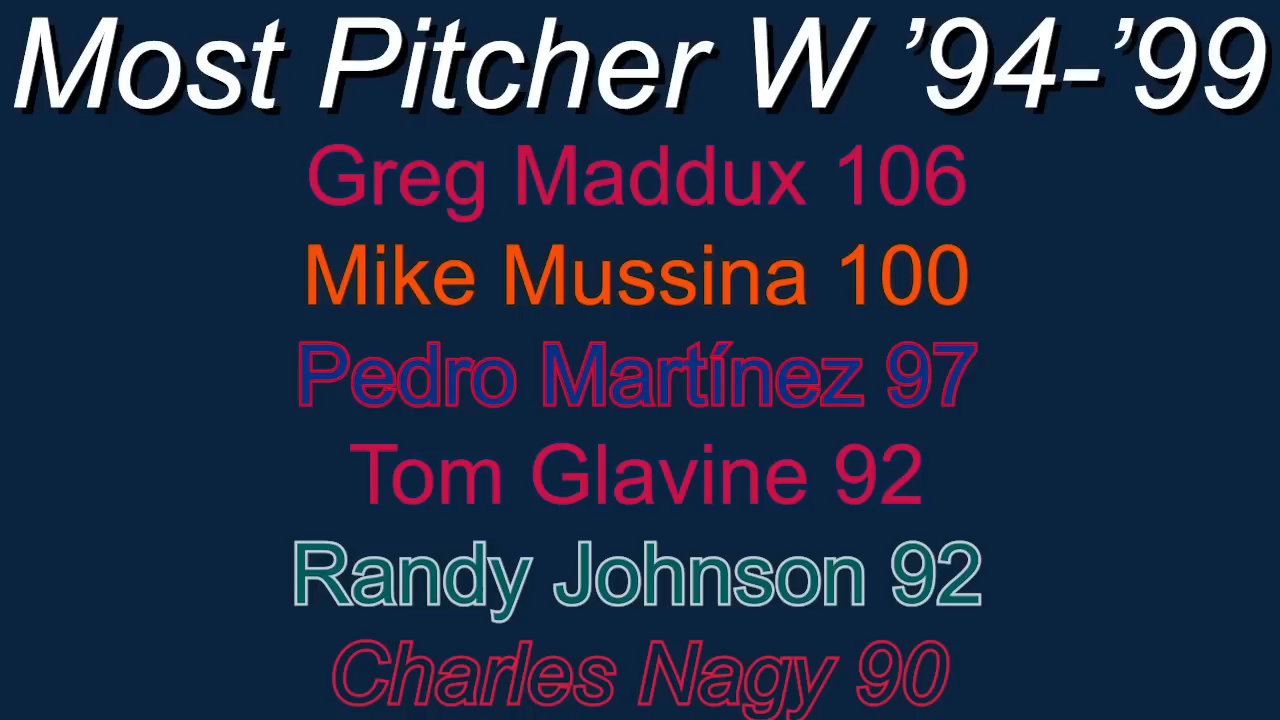 Most Pitcher W ’94-’99
Greg Maddux 106
Mike Mussina 100
Pedro Martínez 97
Tom Glavine 92
Randy Johnson 92
Charles Nagy 90